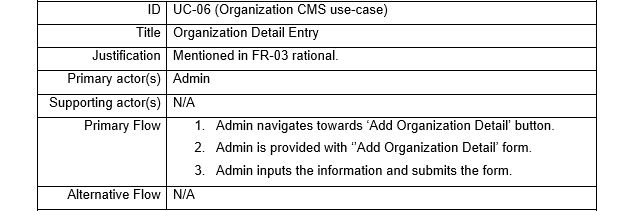 ID UC-06 (Organization CMS use-case)
Title Organization Detail Entry
Justification Mentioned in FR-03 rational.
Primary actor(s) Admin
Supporting actor(s) N/A
Primary Flow 1. Admin navigates towards ‘Add Organization Detail’ button.
2. Admin is provided with ‘’Add Organization Detail’ form.
3. Admin inputs the information and submits the form.
Alternative Flow N/A